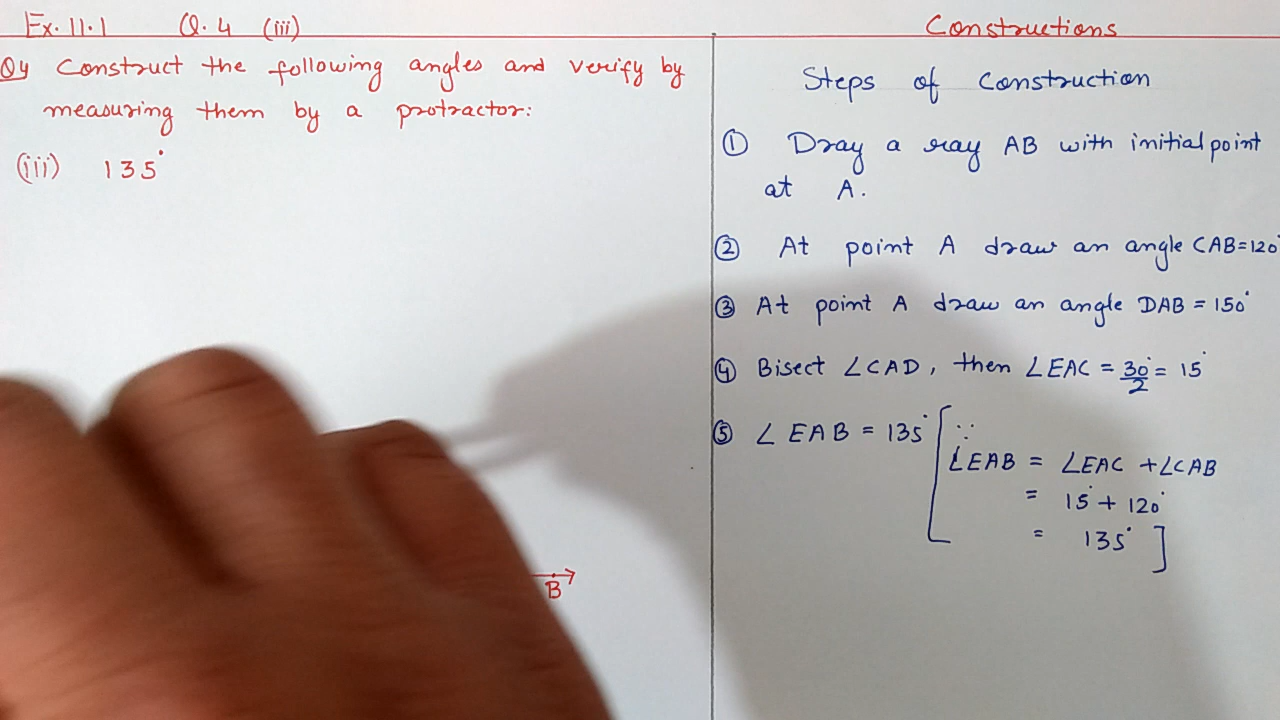 Ex. 11.1 Q. 4 (iii)
Constructions
Q4 Construct the following angles and verify by
measuring them by a protractor:
(iii) 135°
B
Steps of Construction
① Dray a ray AB with initial point
at A.
② At point A draw an angle CAB=120°
③ At point A draw an angle DAB = 150°
④ Bisect ∠CAD, then ∠EAC = 30°/2 = 15°
⑤ ∠EAB = 135° [∵
∠EAB = ∠EAC + ∠CAB
= 15° + 120°
= 135° ]